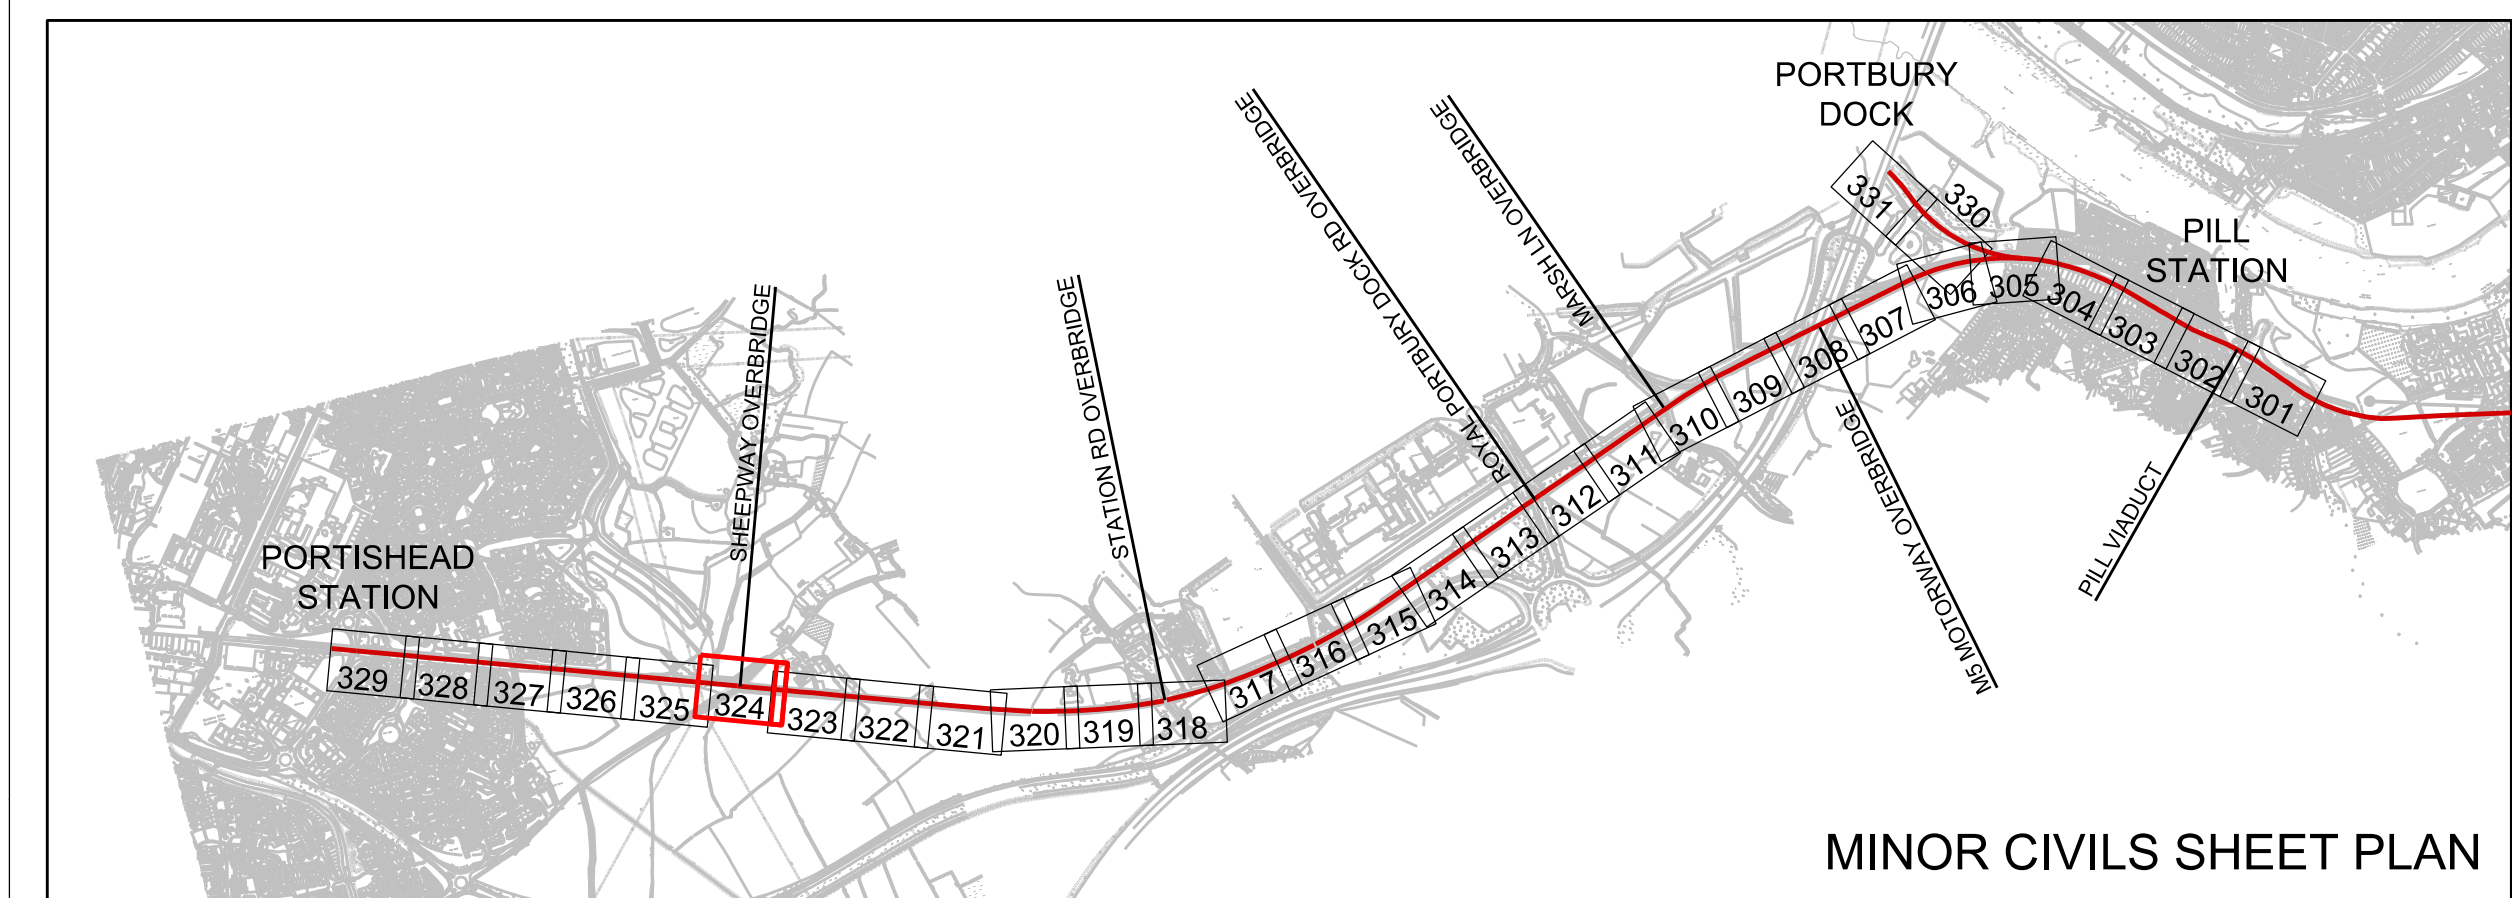 PORTBURY
DOCK
PILL
STATION
PORTISHEAD
STATION
SHEEPWAY OVERBRIDGE
STATION RD OVERBRIDGE
ROYAL PORTBURY DOCK RD OVERBRIDGE
MARSH LN OVERBRIDGE
M5 MOTORWAY OVERBRIDGE
PILL VIADUCT
329
328
327
326
325
324
323
322
321
320
319
318
317
316
315
314
313
312
311
310
309
308
307
306
305
304
303
302
301
331
330
MINOR CIVILS SHEET PLAN